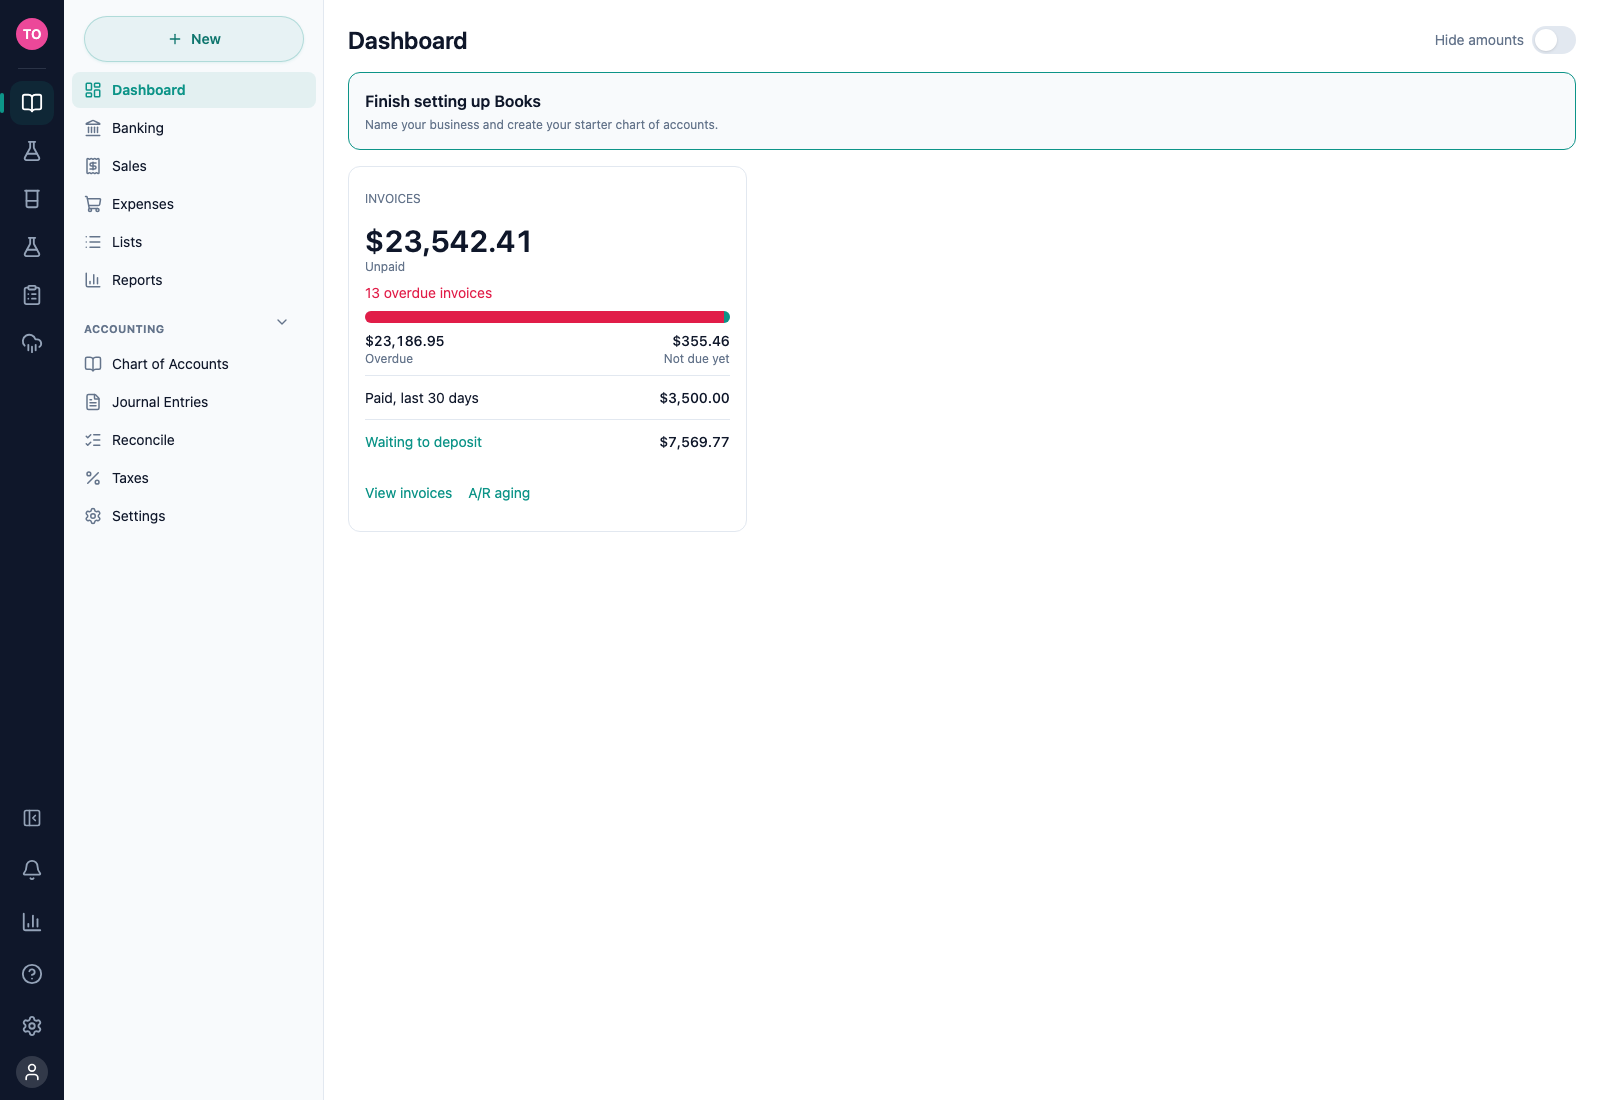 TO
New
Dashboard
Banking
Sales
Expenses
Lists
Reports
ACCOUNTING
Chart of Accounts
Journal Entries
Reconcile
Taxes
Settings
Dashboard
Hide amounts
Finish setting up Books
Name your business and create your starter chart of accounts.
INVOICES
$23,542.41
Unpaid
13 overdue invoices
$23,186.95 $355.46
Overdue Not due yet
Paid, last 30 days $3,500.00
Waiting to deposit $7,569.77
View invoices A/R aging